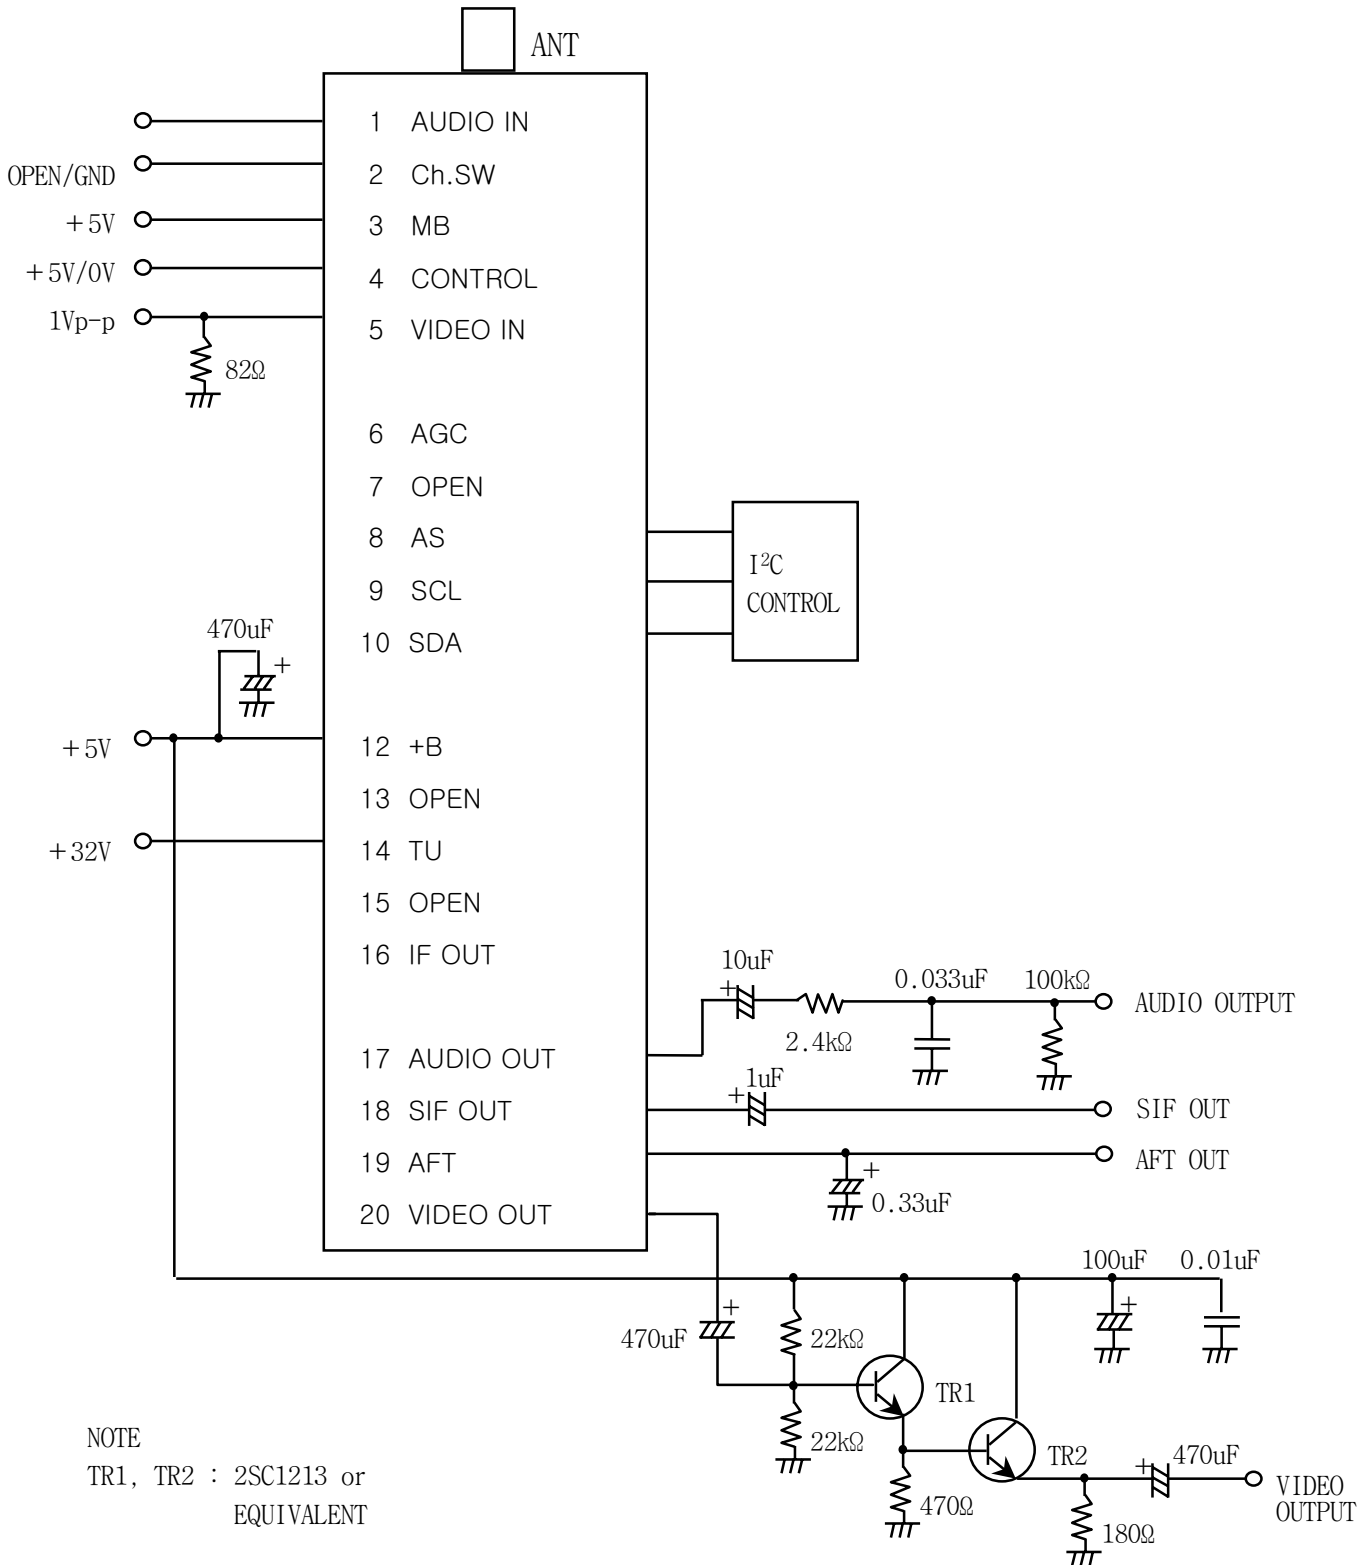 ANT
1 AUDIO IN
OPEN/GND
2 Ch.SW
+5V
3 MB
+5V/0V
4 CONTROL
1Vp-p
5 VIDEO IN
82Ω
6 AGC
7 OPEN
8 AS
I²C
CONTROL
9 SCL
10 SDA
470uF
+
+5V
12 +B
13 OPEN
+32V
14 TU
15 OPEN
16 IF OUT
10uF
+
2.4kΩ
0.033uF
100kΩ
AUDIO OUTPUT
17 AUDIO OUT
1uF
+
18 SIF OUT
SIF OUT
19 AFT
AFT OUT
+
0.33uF
20 VIDEO OUT
100uF
+
0.01uF
470uF
+
22kΩ
TR1
22kΩ
TR2
470Ω
+
470uF
180Ω
VIDEO
OUTPUT
NOTE
TR1, TR2 : 2SC1213 or
EQUIVALENT